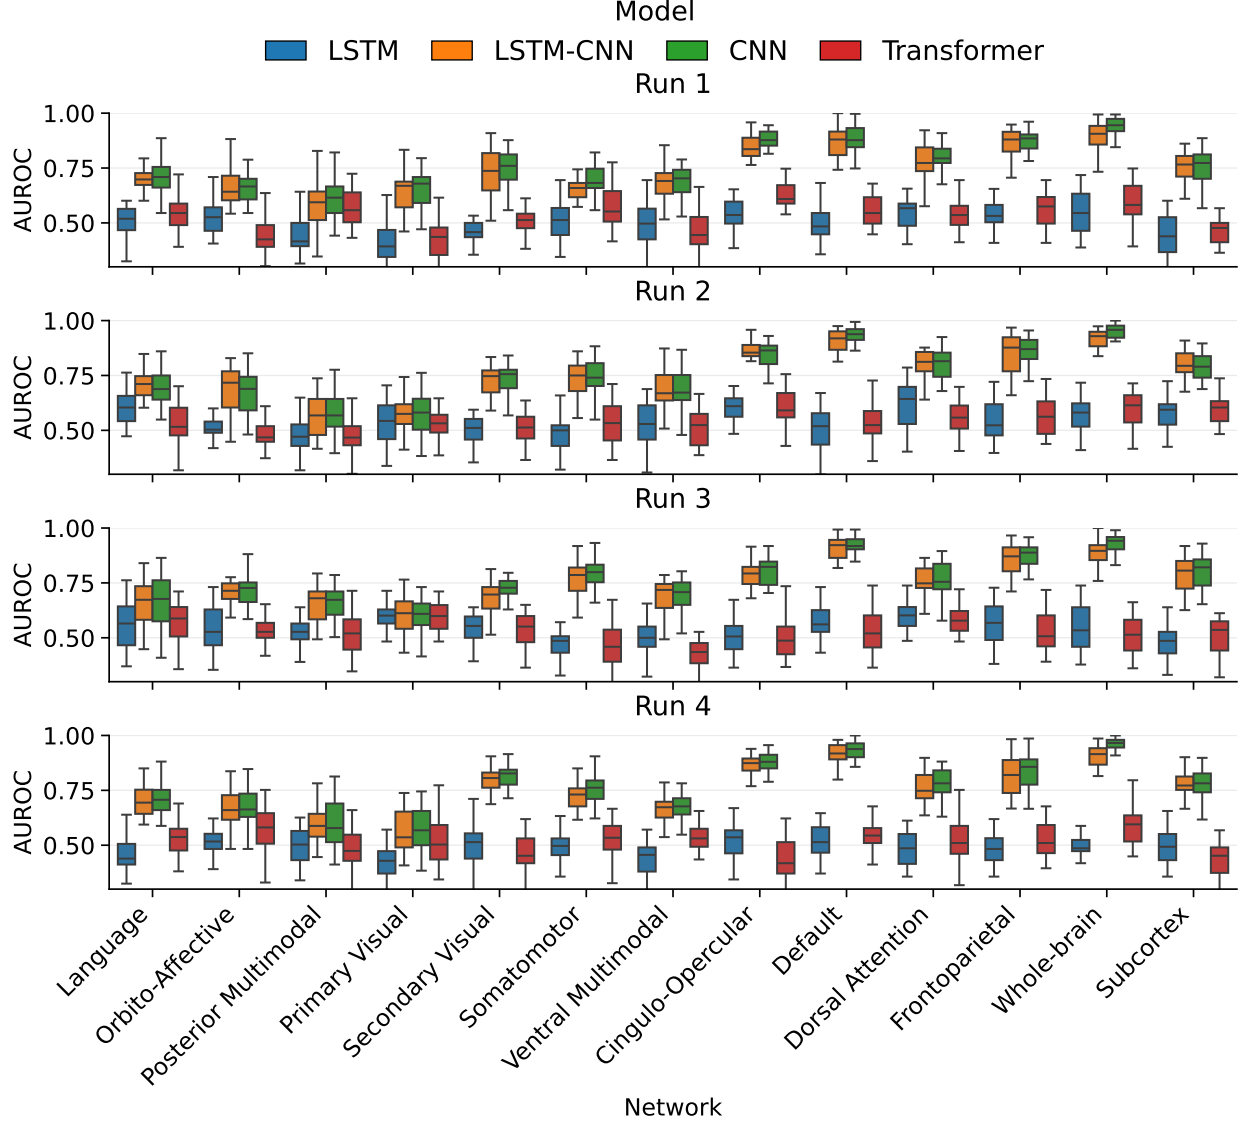 Model
LSTM LSTM-CNN CNN Transformer
Run 1
AUROC
1.00
0.75
0.50
Run 2
AUROC
1.00
0.75
0.50
Run 3
AUROC
1.00
0.75
0.50
Run 4
AUROC
1.00
0.75
0.50
Language
Orbito-Affective
Posterior Multimodal
Primary Visual
Secondary Visual
Somatomotor
Ventral Multimodal
Cingulo-Opercular
Default
Dorsal Attention
Frontoparietal
Whole-brain
Subcortex
Network